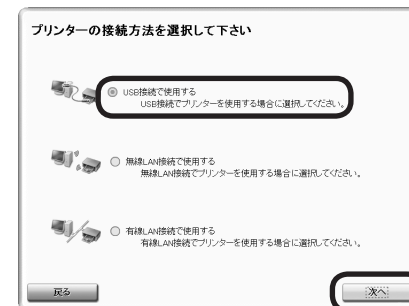 プリンターの接続方法を選択して下さい
USB接続で使用する
USB接続でプリンターを使用する場合に選択してください。
無線LAN接続で使用する
無線LAN接続でプリンターを使用する場合に選択してください。
有線LAN接続で使用する
有線LAN接続でプリンターを使用する場合に選択してください。
戻る
次へ